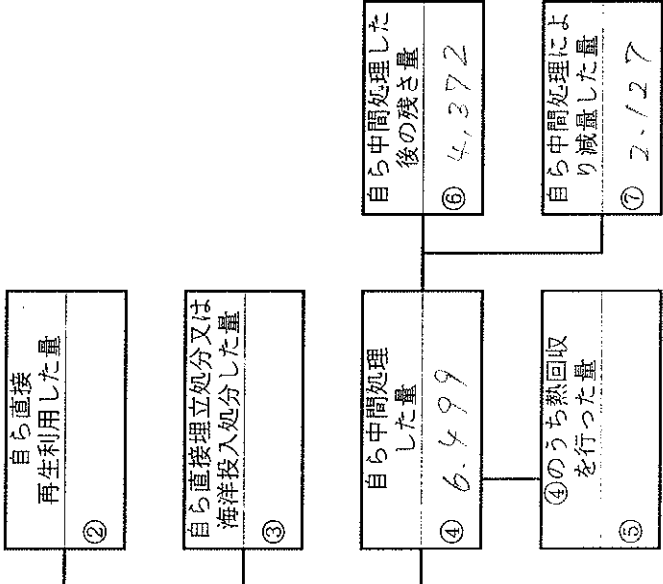 自ら直接
再生利用した量
②
自ら直接埋立処分又は
海洋投入処分した量
③
自ら中間処理
した量
④ 6.499
④のうち熱回収
を行った量
⑤
自ら中間処理した
後の残さ量
⑥ 4,372
自ら中間処理によ
り減量した量
⑦ 2.127